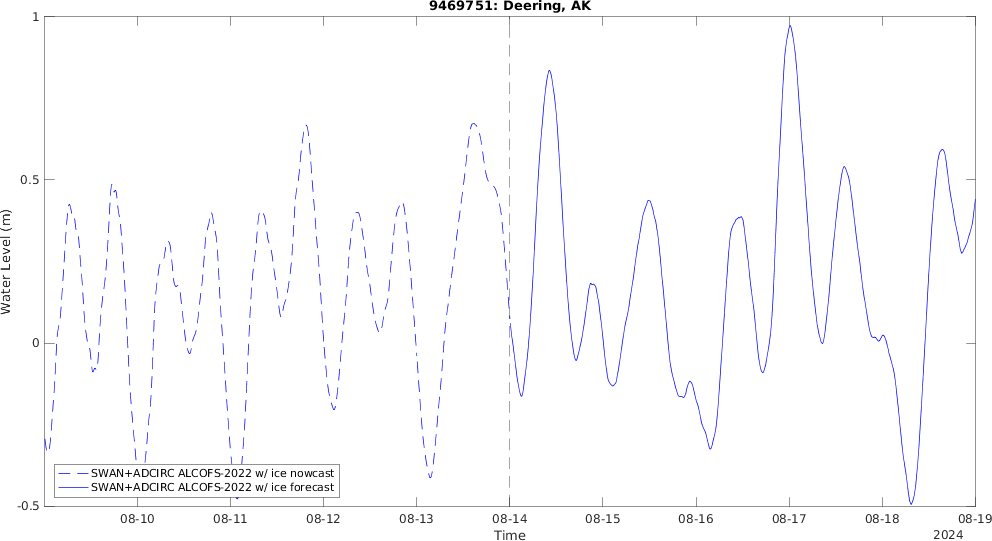 9469751: Deering, AK
1
0.5
0
-0.5
Water Level (m)
SWAN+ADCIRC ALCOFS-2022 w/ ice nowcast
SWAN+ADCIRC ALCOFS-2022 w/ ice forecast
08-10 08-11 08-12 08-13 08-14 08-15 08-16 08-17 08-18 08-19
Time
2024